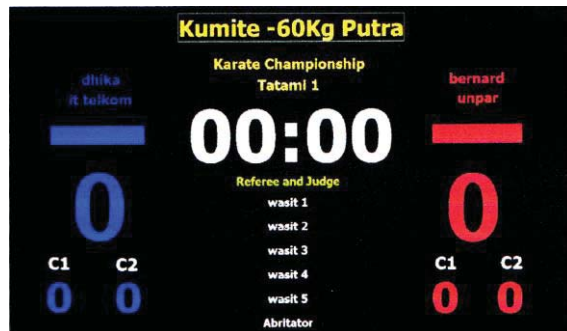 Kumite -60Kg Putra
Karate Championship
Tatami 1
dhika
it telkom
bernard
unpar
00:00
Referee and Judge
wasit 1
wasit 2
wasit 3
wasit 4
wasit 5
Abritator
0
0
C1 C2
0 0
C1 C2
0 0